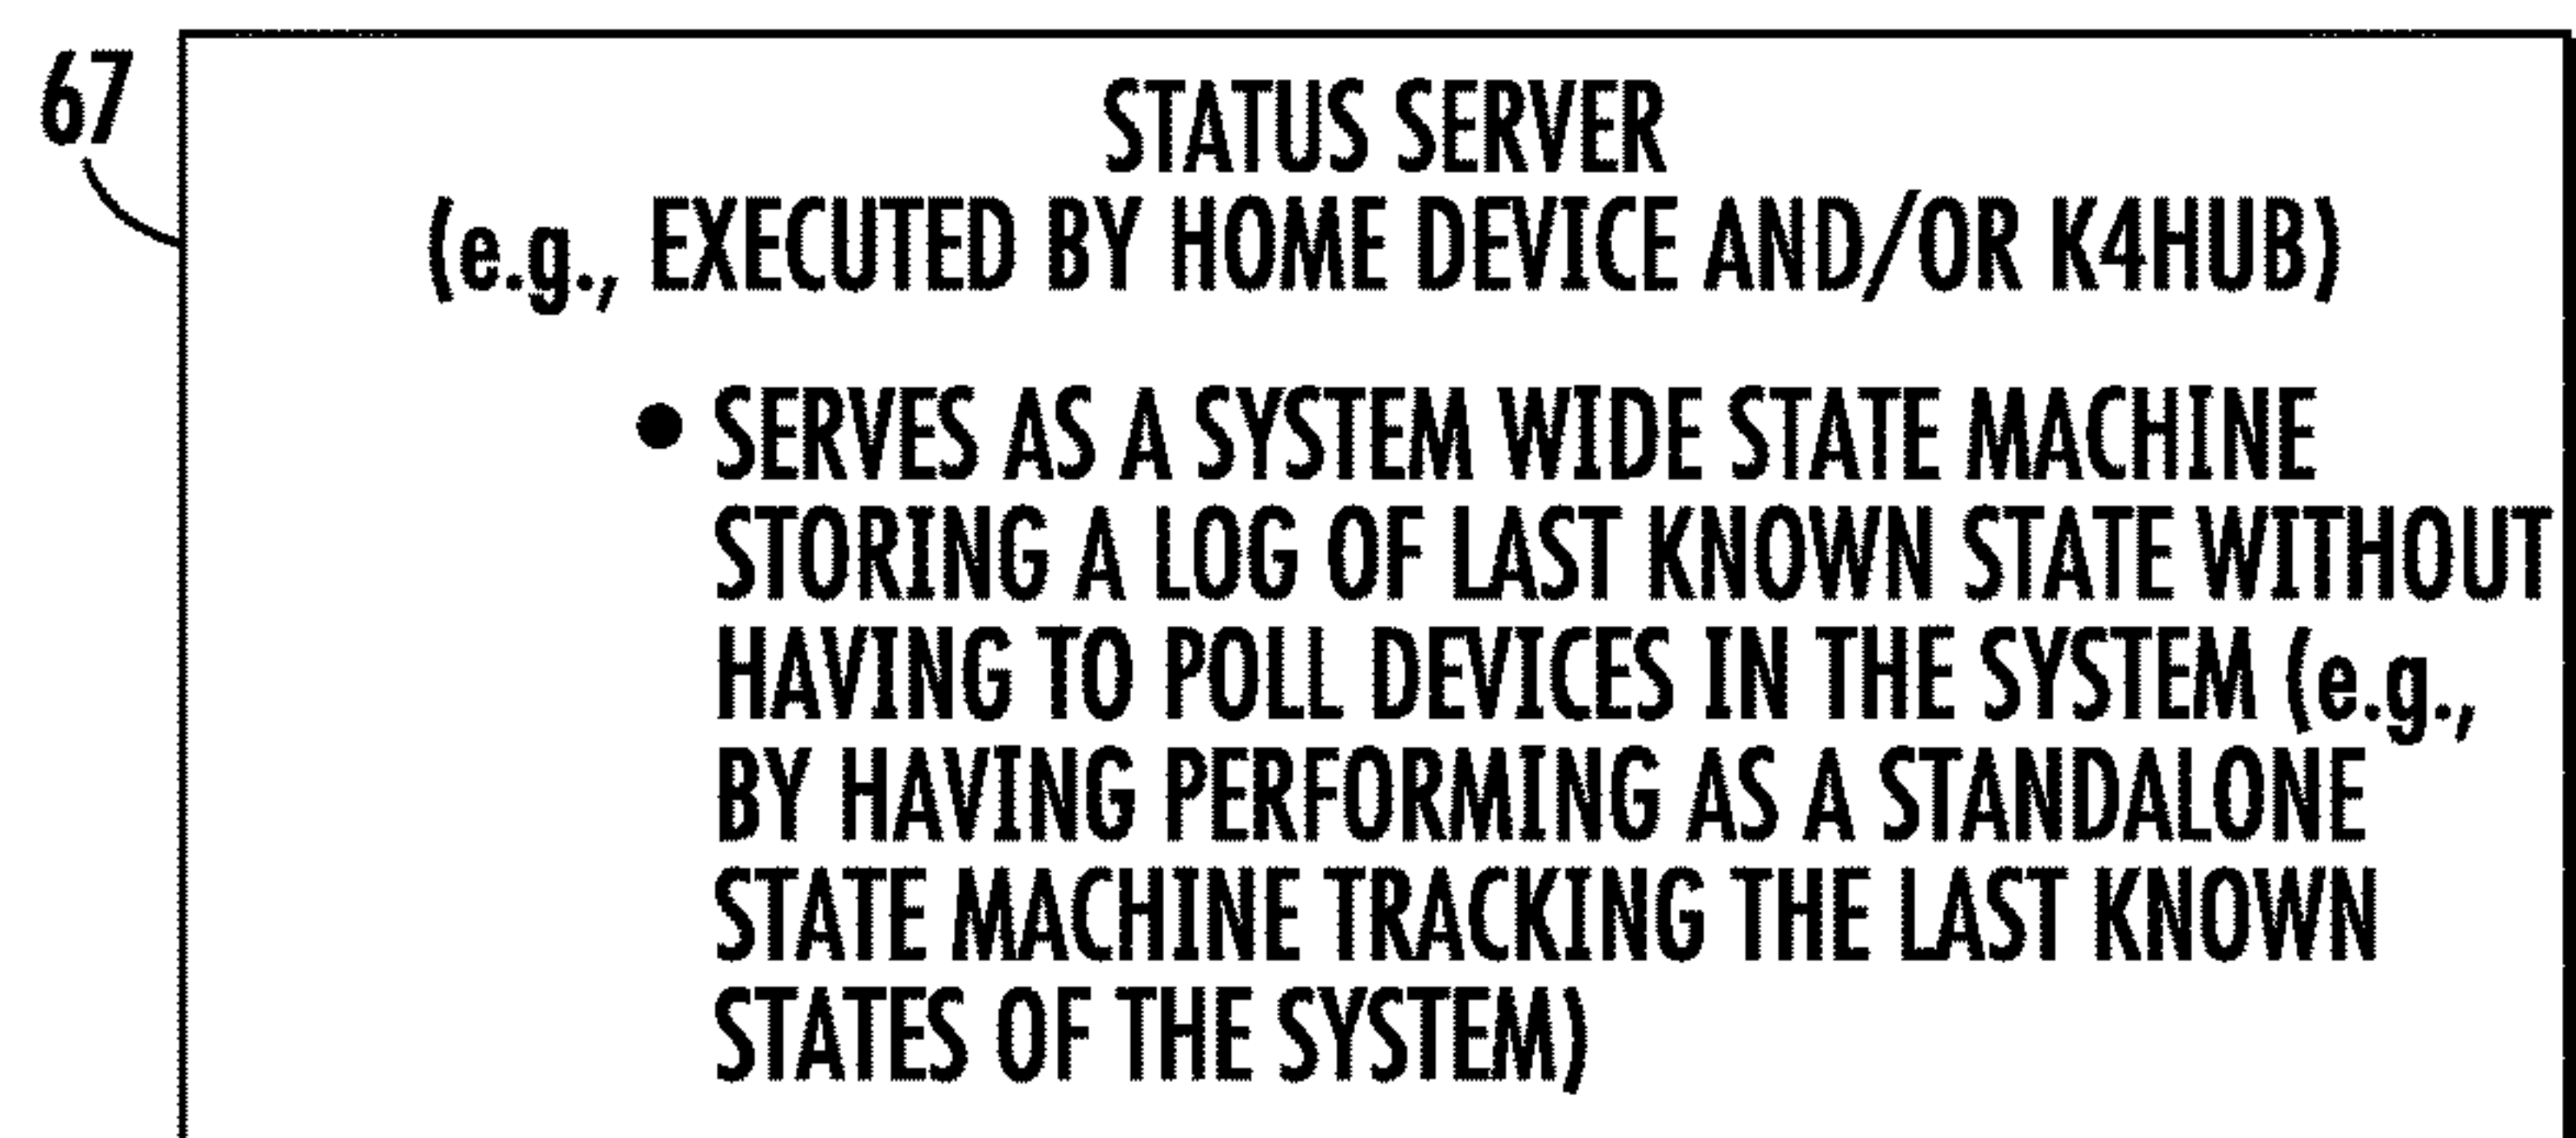 67
STATUS SERVER
(e.g., EXECUTED BY HOME DEVICE AND/OR K4HUB)
• SERVES AS A SYSTEM WIDE STATE MACHINE
STORING A LOG OF LAST KNOWN STATE WITHOUT
HAVING TO POLL DEVICES IN THE SYSTEM (e.g.,
BY HAVING PERFORMING AS A STANDALONE
STATE MACHINE TRACKING THE LAST KNOWN
STATES OF THE SYSTEM)